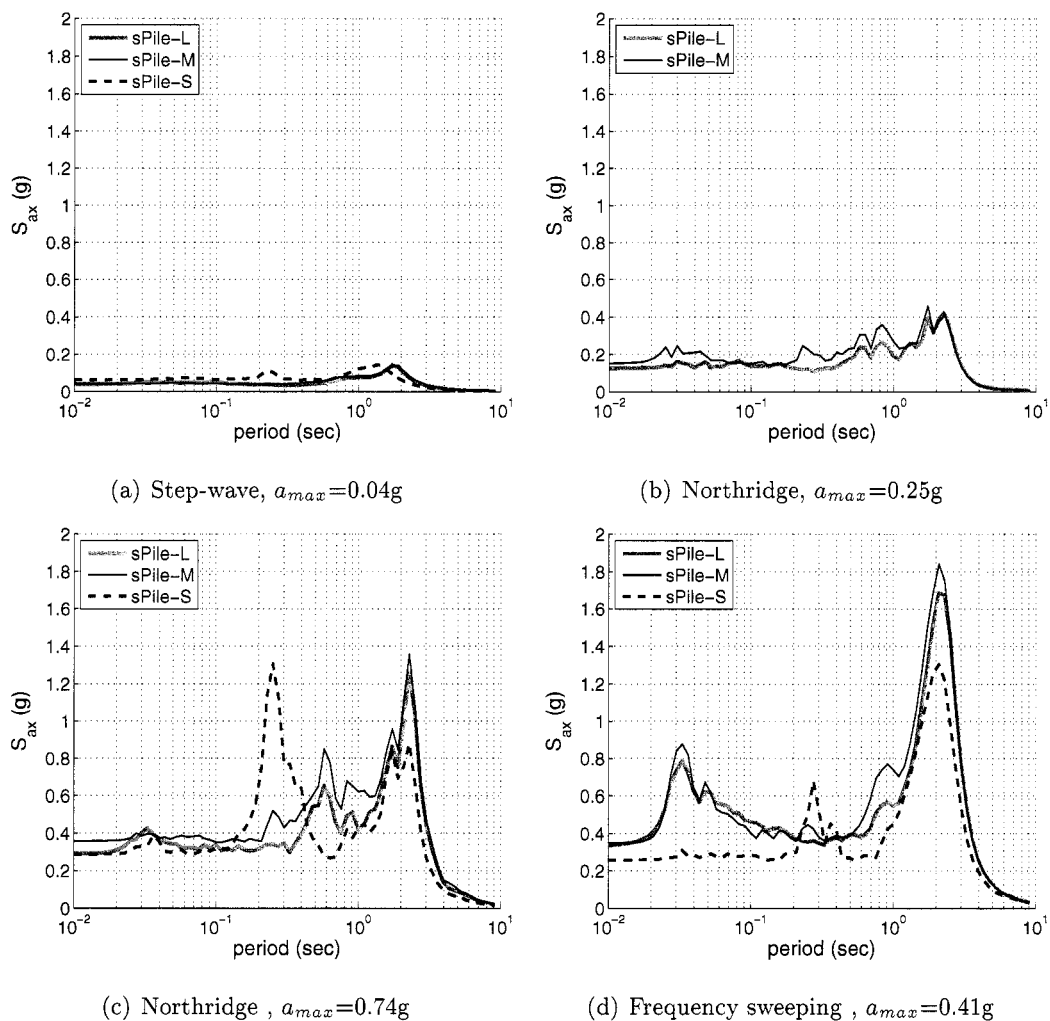 2
1.8
1.6
1.4
1.2
1
0.8
0.6
0.4
0.2
0
S_ax (g)
sPile-L
sPile-M
sPile-S
10^-2 10^-1 10^0 10^1
period (sec)
(a) Step-wave, a_max=0.04g
2
1.8
1.6
1.4
1.2
1
0.8
0.6
0.4
0.2
0
S_ax (g)
sPile-L
sPile-M
10^-2 10^-1 10^0 10^1
period (sec)
(b) Northridge, a_max=0.25g
2
1.8
1.6
1.4
1.2
1
0.8
0.6
0.4
0.2
0
S_ax (g)
sPile-L
sPile-M
sPile-S
10^-2 10^-1 10^0 10^1
period (sec)
(c) Northridge , a_max=0.74g
2
1.8
1.6
1.4
1.2
1
0.8
0.6
0.4
0.2
0
S_ax (g)
sPile-L
sPile-M
sPile-S
10^-2 10^-1 10^0 10^1
period (sec)
(d) Frequency sweeping , a_max=0.41g